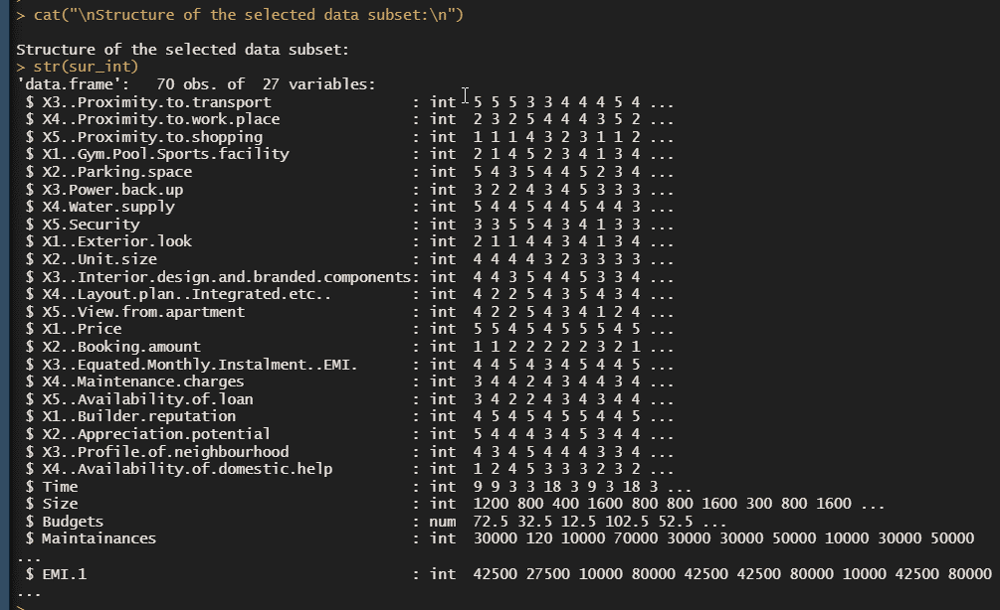 > cat("\nStructure of the selected data subset:\n")
Structure of the selected data subset:
> str(sur_int)
'data.frame':   70 obs. of  27 variables:
 $ X3..Proximity.to.transport                : int  5 5 5 3 3 4 4 4 5 4 ...
 $ X4..Proximity.to.work.place               : int  2 3 2 5 4 4 4 3 5 2 ...
 $ X5..Proximity.to.shopping                 : int  1 1 1 4 3 2 3 1 1 2 ...
 $ X1..Gym.Pool.Sports.facility              : int  2 1 4 5 2 3 4 1 3 4 ...
 $ X2..Parking.space                         : int  5 4 3 5 4 4 5 2 3 4 ...
 $ X3.Power.back.up                          : int  3 2 2 4 3 4 5 3 3 3 ...
 $ X4.Water.supply                           : int  5 4 4 5 4 4 5 4 4 3 ...
 $ X5.Security                               : int  3 3 5 5 4 3 4 1 3 3 ...
 $ X1..Exterior.look                         : int  2 1 1 4 4 3 4 1 3 4 ...
 $ X2..Unit.size                             : int  4 4 4 4 3 2 3 3 3 3 ...
 $ X3..Interior.design.and.branded.components: int  4 4 3 5 4 4 5 3 3 4 ...
 $ X4..Layout.plan..Integrated.etc..         : int  4 2 2 5 4 3 5 4 3 4 ...
 $ X5..View.from.apartment                   : int  4 2 2 5 4 3 4 1 2 4 ...
 $ X1..Price                                 : int  5 5 4 5 4 5 5 5 4 5 ...
 $ X2..Booking.amount                        : int  1 1 2 2 2 2 2 3 2 1 ...
 $ X3..Equated.Monthly.Instalment..EMI.      : int  4 4 5 4 3 4 5 4 4 5 ...
 $ X4..Maintenance.charges                   : int  3 4 4 2 4 3 4 4 3 4 ...
 $ X5..Availability.of.loan                  : int  3 4 2 2 4 3 4 3 4 4 ...
 $ X1..Builder.reputation                    : int  4 5 4 5 4 5 5 4 4 5 ...
 $ X2..Appreciation.potential                : int  5 4 4 4 3 4 5 3 4 4 ...
 $ X3..Profile.of.neighbourhood              : int  4 3 4 5 4 4 4 3 3 4 ...
 $ X4..Availability.of.domestic.help         : int  1 2 4 5 3 3 3 2 3 2 ...
 $ Time                                      : int  9 9 3 3 18 3 9 3 18 3 ...
 $ Size                                      : int  1200 800 400 1600 800 800 1600 300 800 1600 ...
 $ Budgets                                   : num  72.5 32.5 12.5 102.5 52.5 ...
 $ Maintainances                             : int  30000 120 10000 70000 30000 30000 50000 10000 30000 50000
...
 $ EMI.1                                     : int  42500 27500 10000 80000 42500 42500 80000 10000 42500 80000
...